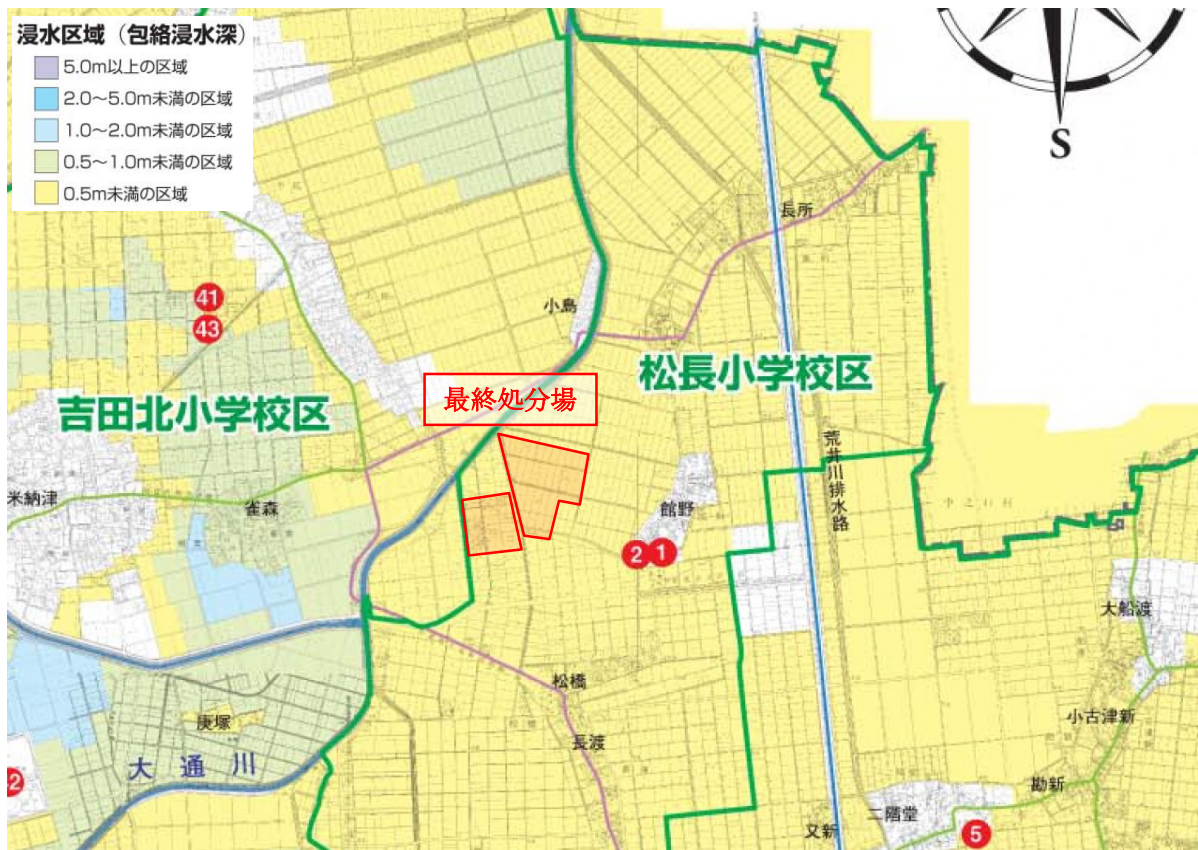 浸水区域（包絡浸水深）
5.0m以上の区域
2.0～5.0m未満の区域
1.0～2.0m未満の区域
0.5～1.0m未満の区域
0.5m未満の区域
S
長所
41
43
小島
松長小学校区
最終処分場
吉田北小学校区
荒井川排水路
米納津
雀森
館野
2
1
中之口村
大船渡
松橋
小古津新
庚塚
長渡
大通川
2
勘新
二階堂
又新
5